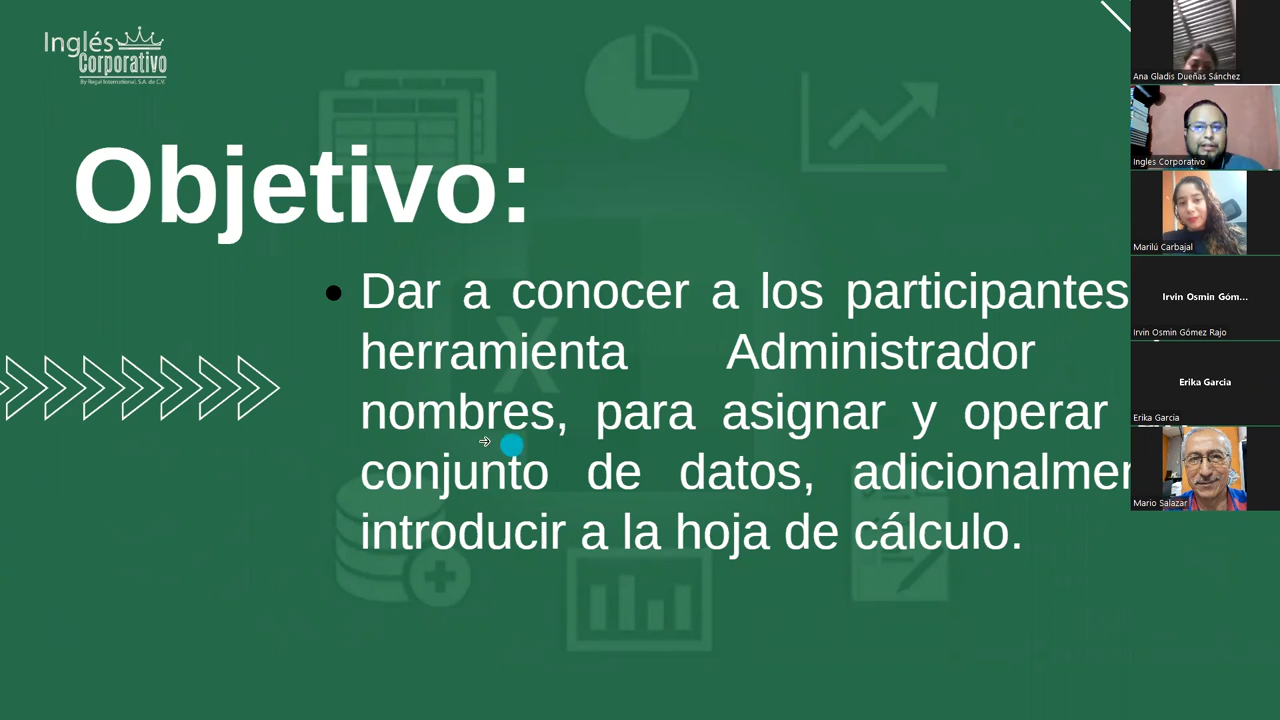 Inglés
Corporativo
By Regal International, S.A. de C.V.
Objetivo:
Dar a conocer a los participantes
herramienta Administrador
nombres, para asignar y operar
conjunto de datos, adicionalmen
introducir a la hoja de cálculo.
Ana Gladis Dueñas Sánchez
Ingles Corporativo
Marilú Carbajal
Irvin Osmin Góm...
Irvin Osmin Gómez Rajo
Erika Garcia
Erika Garcia
Mario Salazar